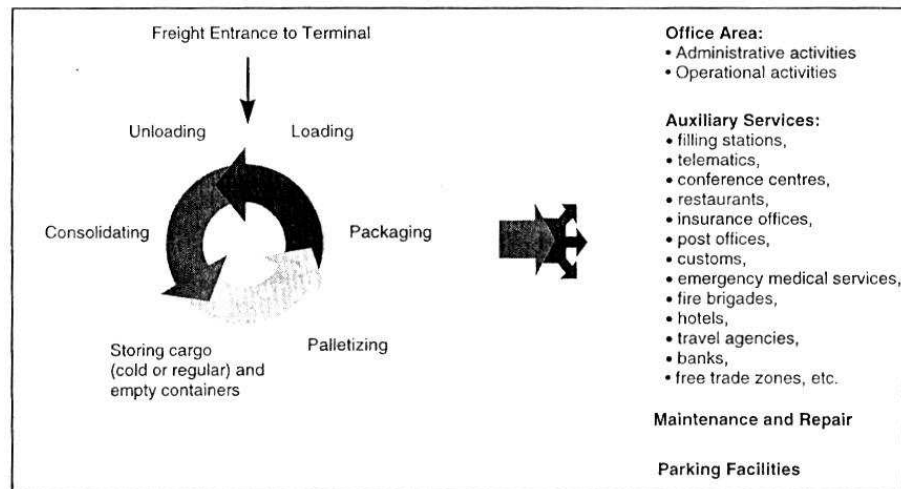 Freight Entrance to Terminal
Unloading
Loading
Consolidating
Packaging
Storing cargo
(cold or regular) and
empty containers
Palletizing
Office Area:
• Administrative activities
• Operational activities
Auxiliary Services:
• filling stations,
• telematics,
• conference centres,
• restaurants,
• insurance offices,
• post offices,
• customs,
• emergency medical services,
• fire brigades,
• hotels,
• travel agencies,
• banks,
• free trade zones, etc.
Maintenance and Repair
Parking Facilities